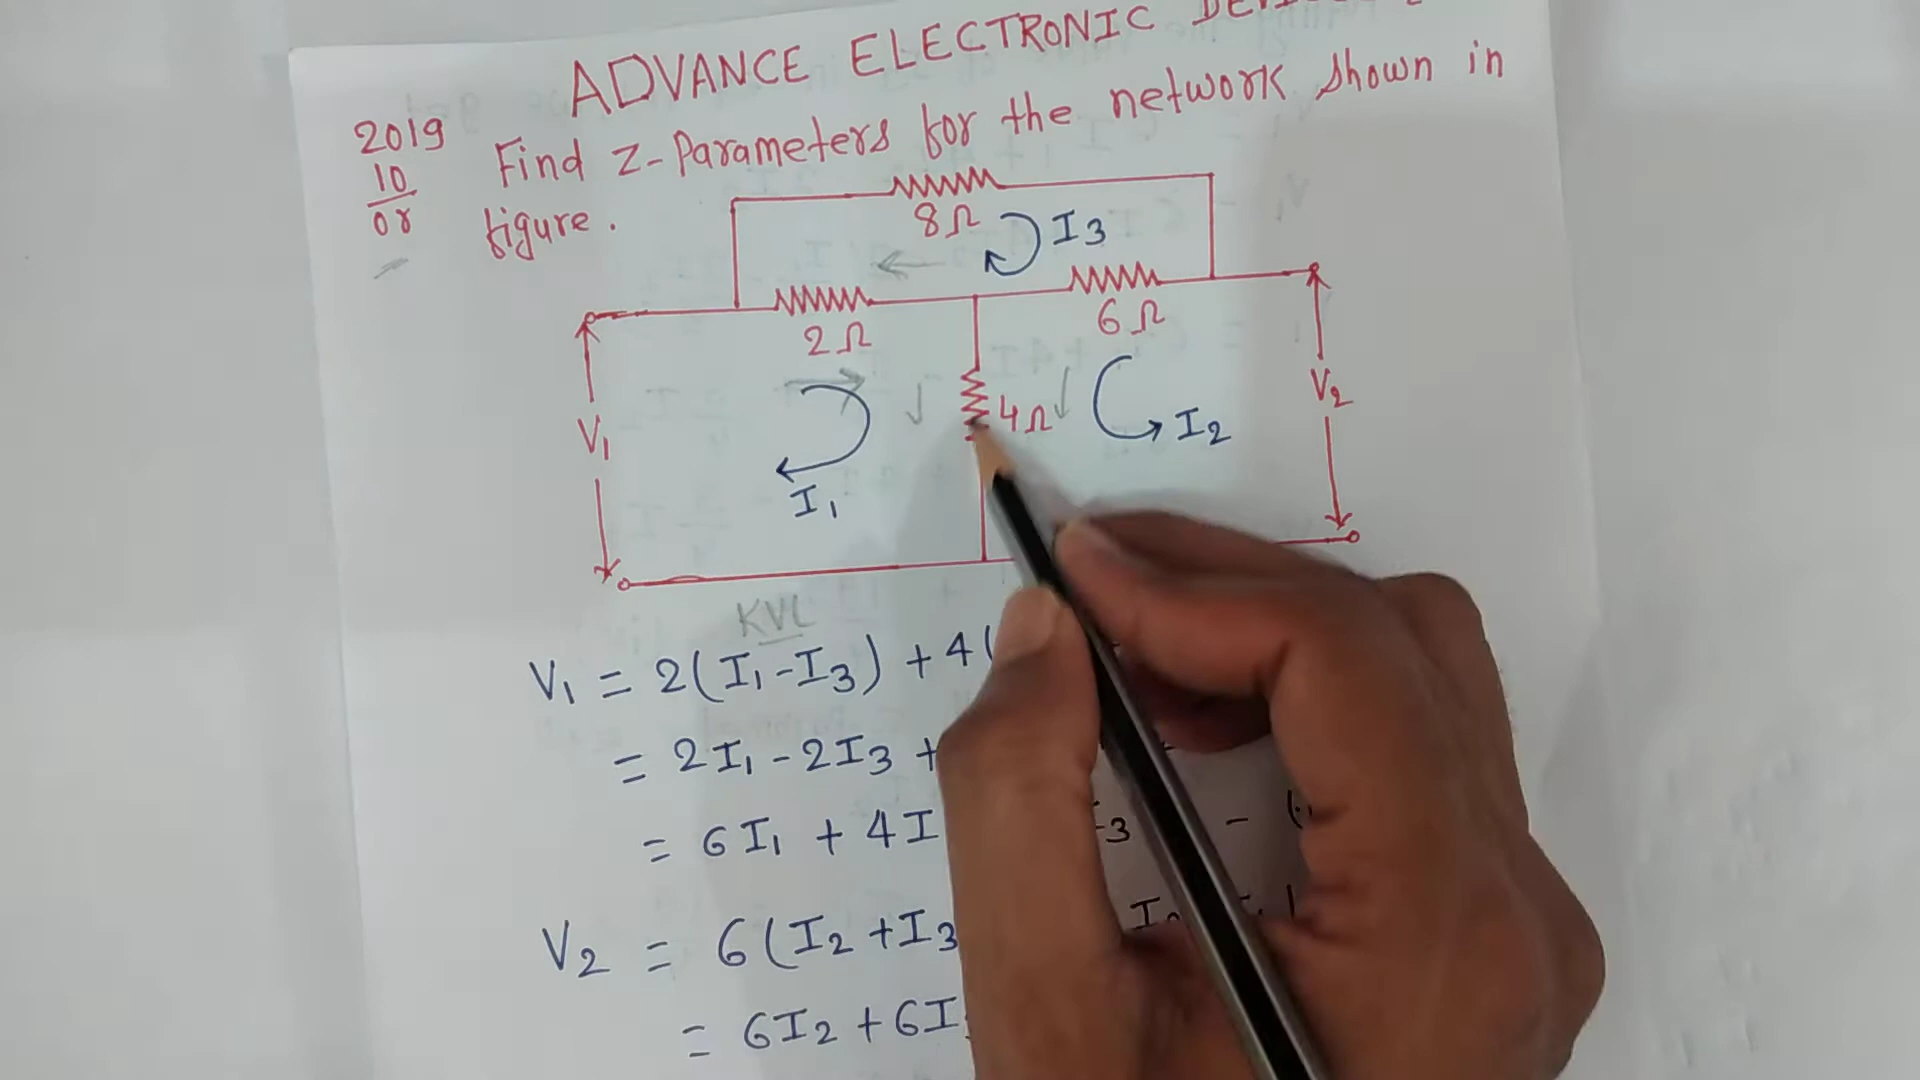 ADVANCE ELECTRONIC
2019
10
08
Find Z-Parameters for the network shown in
figure.
8Ω
I3
2Ω
6Ω
V1
4Ω
V2
I2
I1
KVL
V1 = 2(I1-I3) + 4(
= 2I1 - 2I3 +
= 6I1 + 4I
3 -
V2 = 6(I2 +I3
= 6I2 + 6I